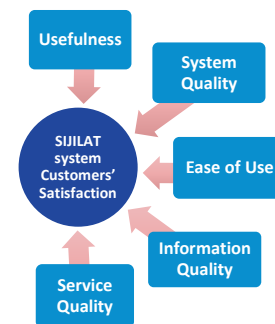 Usefulness
System
Quality
SIJILAT
system
Customers’
Satisfaction
Ease of Use
Information
Quality
Service
Quality